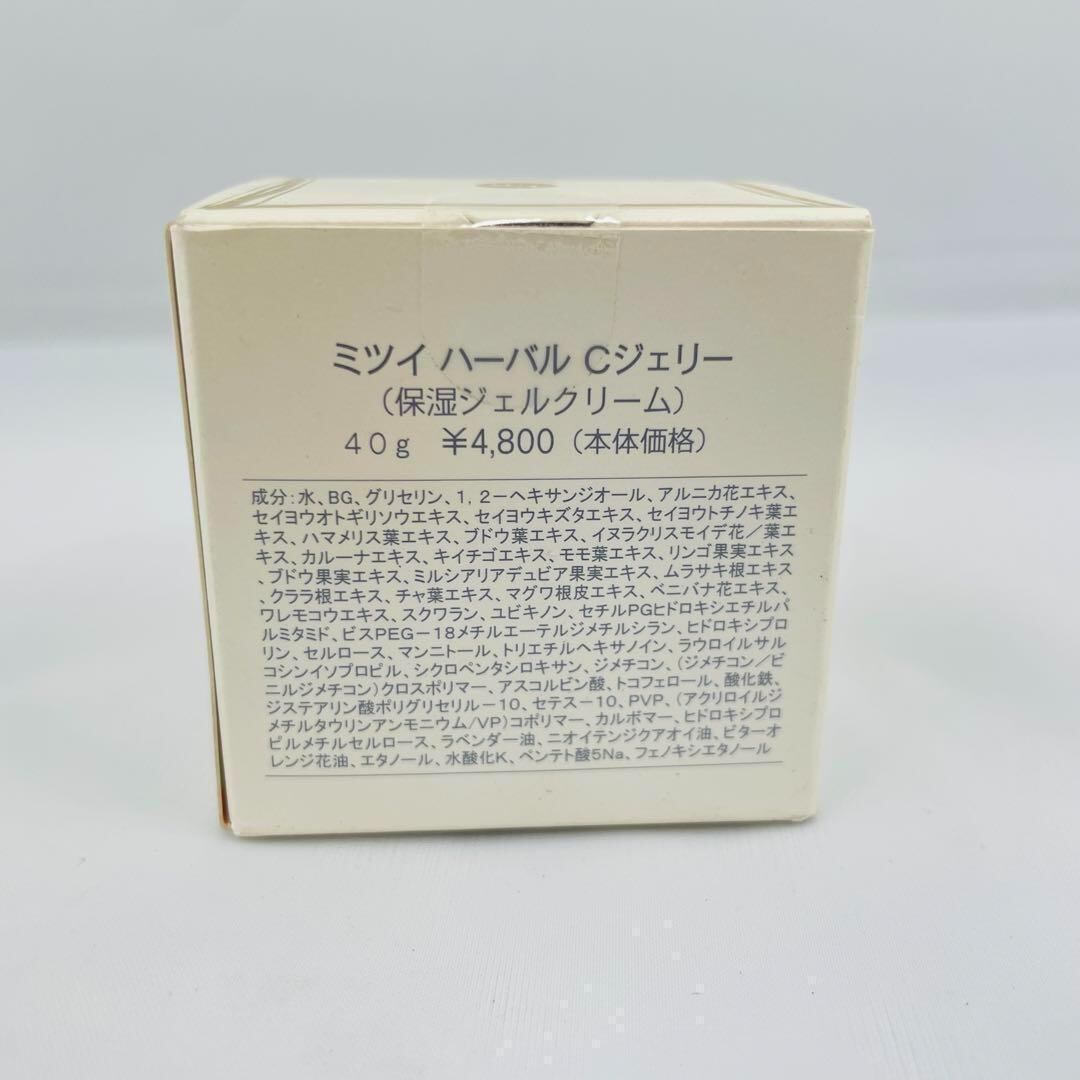 ミツイ ハーバル Cジェリー
（保湿ジェルクリーム）
40g ￥4,800（本体価格）
成分：水、BG、グリセリン、1, 2－ヘキサンジオール、アルニカ花エキス、
セイヨウオトギリソウエキス、セイヨウキズタエキス、セイヨウトチノキ葉エ
キス、ハマメリス葉エキス、ブドウ葉エキス、イヌラクリスモイデ花／葉エ
キス、カルーナエキス、キイチゴエキス、モモ葉エキス、リンゴ果実エキス
、ブドウ果実エキス、ミルシアリアデュビア果実エキス、ムラサキ根エキス
、クララ根エキス、チャ葉エキス、マグワ根皮エキス、ベニバナ花エキス、
ワレモコウエキス、スクワラン、ユビキノン、セチルPGヒドロキシエチルパ
ルミタミド、ビスPEG－18メチルエーテルジメチルシラン、ヒドロキシプロ
リン、セルロース、マンニトール、トリエチルヘキサノイン、ラウロイルサル
コシンイソプロピル、シクロペンタシロキサン、ジメチコン、（ジメチコン／ビ
ニルジメチコン）クロスポリマー、アスコルビン酸、トコフェロール、酸化鉄、
ジステアリン酸ポリグリセリル－10、セテス－10、PVP、（アクリロイルジ
メチルタウリンアンモニウム/VP）コポリマー、カルボマー、ヒドロキシプロ
ピルメチルセルロース、ラベンダー油、ニオイテンジクアオイ油、ビターオ
レンジ花油、エタノール、水酸化K、ペンテト酸5Na、フェノキシエタノール